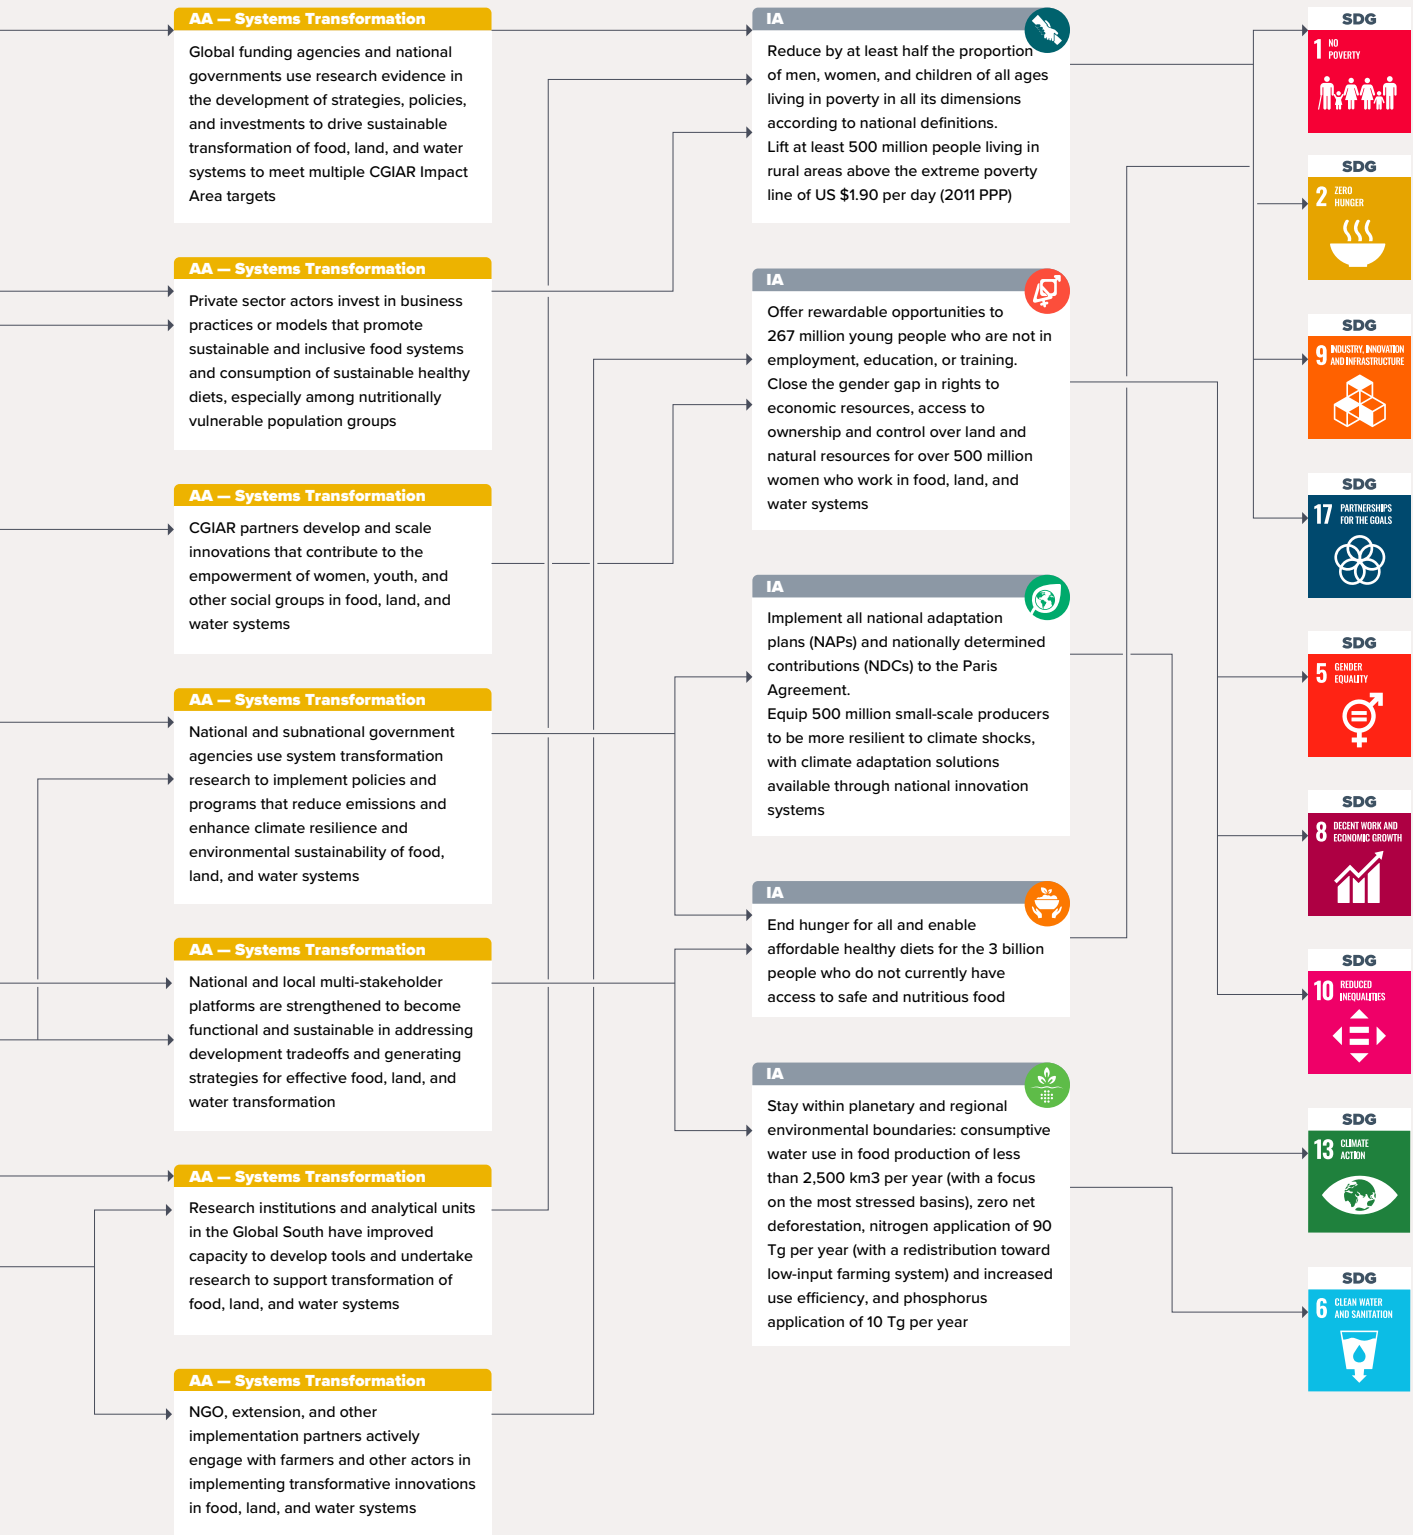 AA — Systems Transformation
Global funding agencies and national
governments use research evidence in
the development of strategies, policies,
and investments to drive sustainable
transformation of food, land, and water
systems to meet multiple CGIAR Impact
Area targets
AA — Systems Transformation
Private sector actors invest in business
practices or models that promote
sustainable and inclusive food systems
and consumption of sustainable healthy
diets, especially among nutritionally
vulnerable population groups
AA — Systems Transformation
CGIAR partners develop and scale
innovations that contribute to the
empowerment of women, youth, and
other social groups in food, land, and
water systems
AA — Systems Transformation
National and subnational government
agencies use system transformation
research to implement policies and
programs that reduce emissions and
enhance climate resilience and
environmental sustainability of food,
land, and water systems
AA — Systems Transformation
National and local multi-stakeholder
platforms are strengthened to become
functional and sustainable in addressing
development tradeoffs and generating
strategies for effective food, land, and
water transformation
AA — Systems Transformation
Research institutions and analytical units
in the Global South have improved
capacity to develop tools and undertake
research to support transformation of
food, land, and water systems
AA — Systems Transformation
NGO, extension, and other
implementation partners actively
engage with farmers and other actors in
implementing transformative innovations
in food, land, and water systems
IA
Reduce by at least half the proportion
of men, women, and children of all ages
living in poverty in all its dimensions
according to national definitions.
Lift at least 500 million people living in
rural areas above the extreme poverty
line of US $1.90 per day (2011 PPP)
IA
Offer rewardable opportunities to
267 million young people who are not in
employment, education, or training.
Close the gender gap in rights to
economic resources, access to
ownership and control over land and
natural resources for over 500 million
women who work in food, land, and
water systems
IA
Implement all national adaptation
plans (NAPs) and nationally determined
contributions (NDCs) to the Paris
Agreement.
Equip 500 million small-scale producers
to be more resilient to climate shocks,
with climate adaptation solutions
available through national innovation
systems
IA
End hunger for all and enable
affordable healthy diets for the 3 billion
people who do not currently have
access to safe and nutritious food
IA
Stay within planetary and regional
environmental boundaries: consumptive
water use in food production of less
than 2,500 km3 per year (with a focus
on the most stressed basins), zero net
deforestation, nitrogen application of 90
Tg per year (with a redistribution toward
low-input farming system) and increased
use efficiency, and phosphorus
application of 10 Tg per year
SDG
1 NO
POVERTY
SDG
2 ZERO
HUNGER
SDG
9 INDUSTRY, INNOVATION
AND INFRASTRUCTURE
SDG
17 PARTNERSHIPS
FOR THE GOALS
SDG
5 GENDER
EQUALITY
SDG
8 DECENT WORK AND
ECONOMIC GROWTH
SDG
10 REDUCED
INEQUALITIES
SDG
13 CLIMATE
ACTION
SDG
6 CLEAN WATER
AND SANITATION